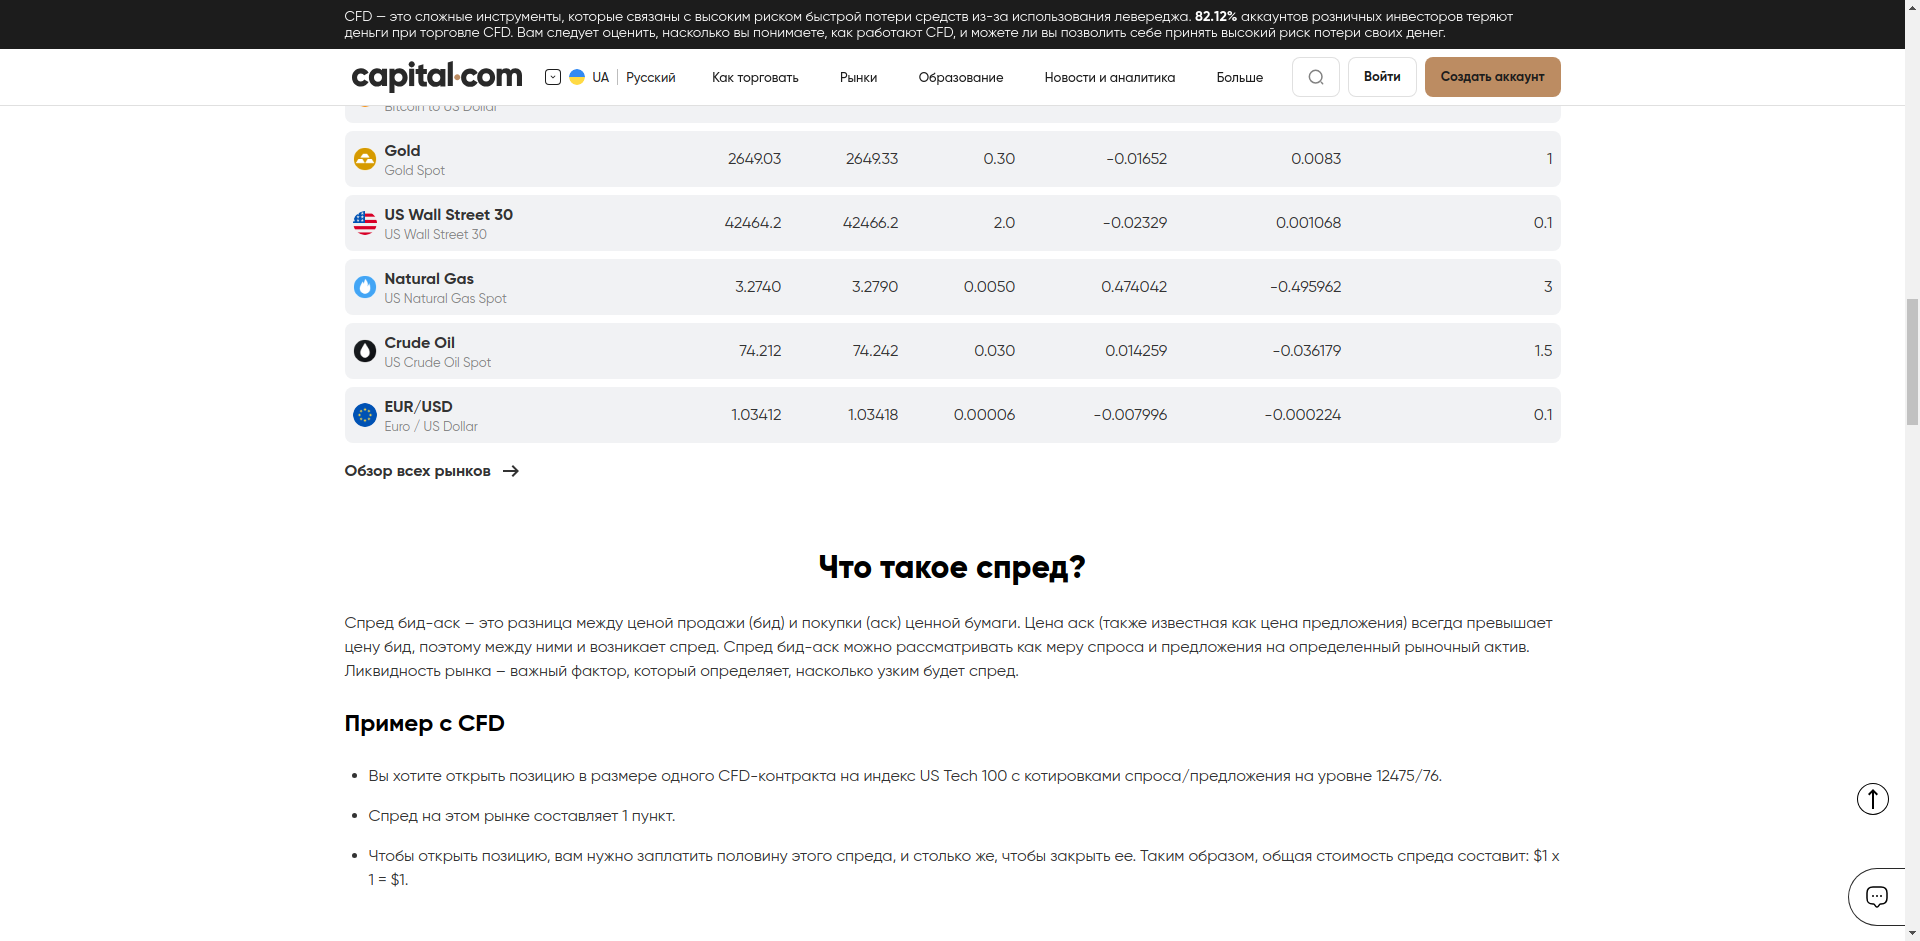 CFD — это сложные инструменты, которые связаны с высоким риском быстрой потери средств из-за использования левереджа. 82.12% аккаунтов розничных инвесторов теряют
деньги при торговле CFD. Вам следует оценить, насколько вы понимаете, как работают CFD, и можете ли вы позволить себе принять высокий риск потери своих денег.
capital.com UA Русский Как торговать Рынки Образование Новости и аналитика Больше Войти Создать аккаунт
Bitcoin to US Dollar
Gold
Gold Spot
2649.03 2649.33 0.30 -0.01652 0.0083 1
US Wall Street 30
US Wall Street 30
42464.2 42466.2 2.0 -0.02329 0.001068 0.1
Natural Gas
US Natural Gas Spot
3.2740 3.2790 0.0050 0.474042 -0.495962 3
Crude Oil
US Crude Oil Spot
74.212 74.242 0.030 0.014259 -0.036179 1.5
EUR/USD
Euro / US Dollar
1.03412 1.03418 0.00006 -0.007996 -0.000224 0.1
Обзор всех рынков
Что такое спред?
Спред бид-аск – это разница между ценой продажи (бид) и покупки (аск) ценной бумаги. Цена аск (также известная как цена предложения) всегда превышает
цену бид, поэтому между ними и возникает спред. Спред бид-аск можно рассматривать как меру спроса и предложения на определенный рыночный актив.
Ликвидность рынка – важный фактор, который определяет, насколько узким будет спред.
Пример с CFD
• Вы хотите открыть позицию в размере одного CFD-контракта на индекс US Tech 100 с котировками спроса/предложения на уровне 12475/76.
• Спред на этом рынке составляет 1 пункт.
• Чтобы открыть позицию, вам нужно заплатить половину этого спреда, и столько же, чтобы закрыть ее. Таким образом, общая стоимость спреда составит: $1 x
1 = $1.